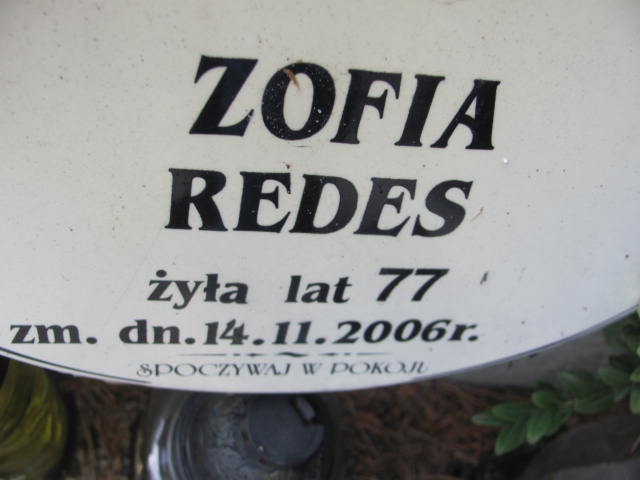 ZOFIA
REDES
żyła lat 77
zm. dn.14.11.2006r.
SPOCZYWAJ W POKOJU